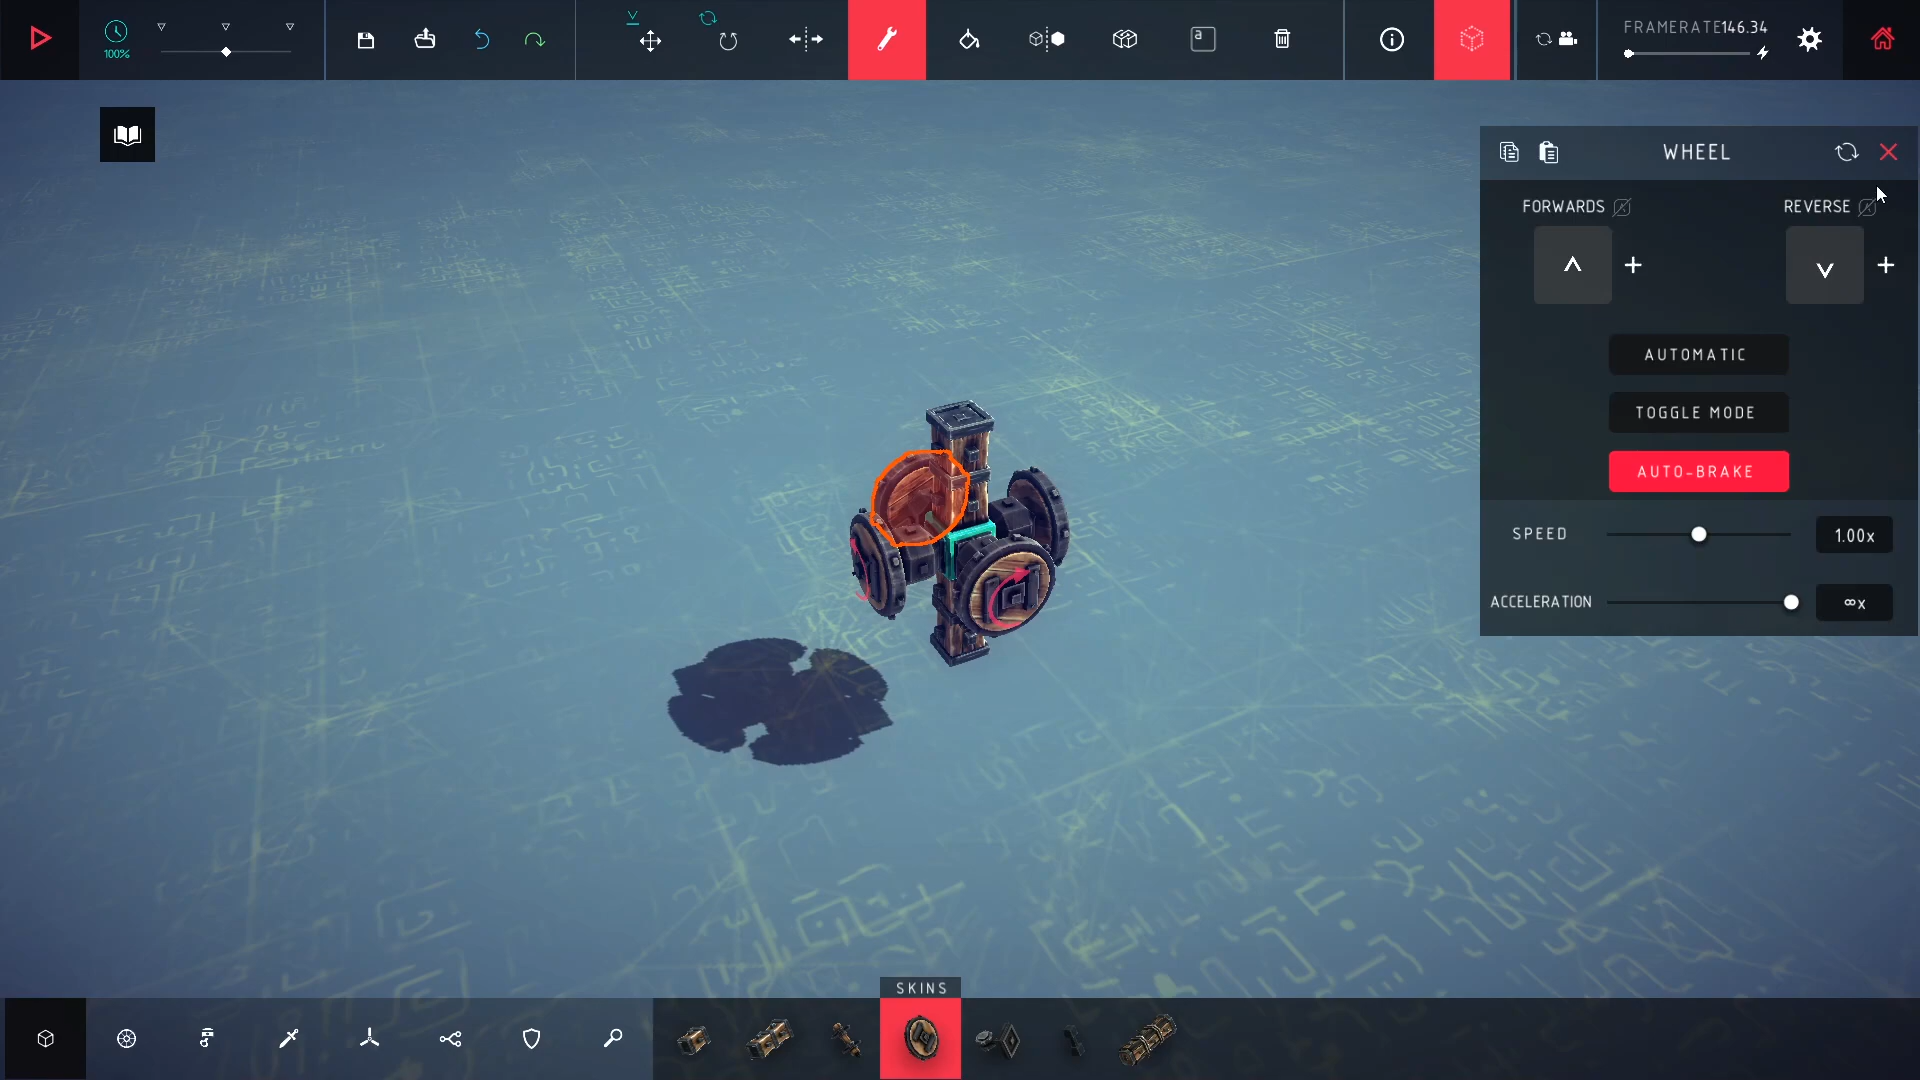 100%
a
FRAMERATE146.34
WHEEL
FORWARDS
REVERSE
AUTOMATIC
TOGGLE MODE
AUTO-BRAKE
SPEED
1.00x
ACCELERATION
∞x
SKINS